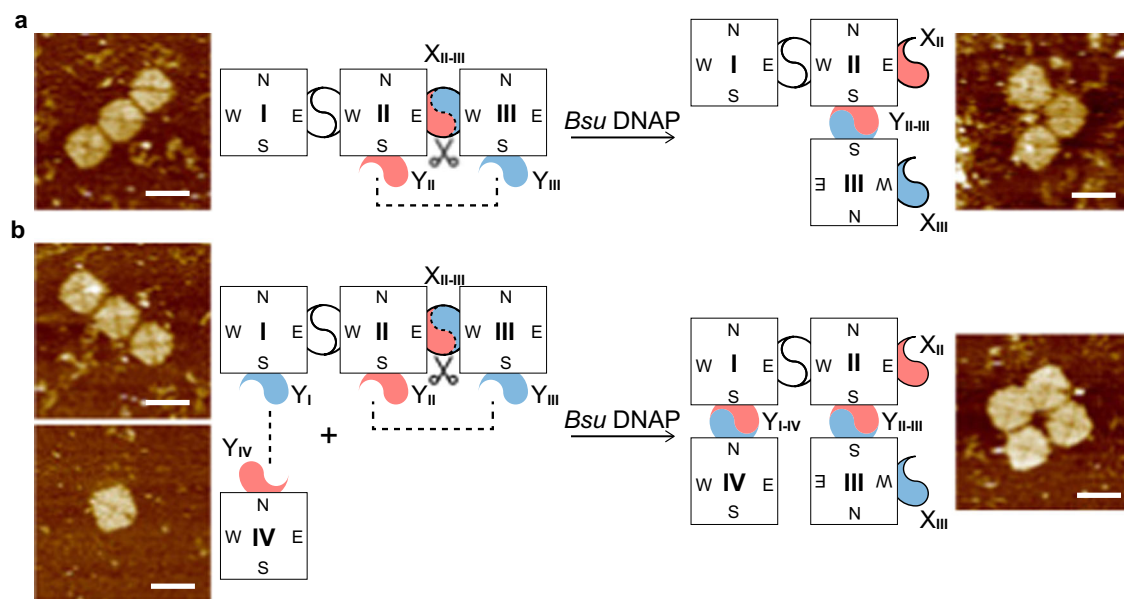 a
X II-III
N N N
W I E W II E W III E
S S S
Y II Y III
Bsu DNAP
N N
W I E W II E
S S
X II
Y II-III
S
E III W
N
X III
b
X II-III
N N N
W I E W II E W III E
S S S
Y I Y II Y III
+
Y IV
N
W IV E
S
Bsu DNAP
N N
W I E W II E
S S
X II
Y I-IV Y II-III
N S
W IV E E III W
S N
X III